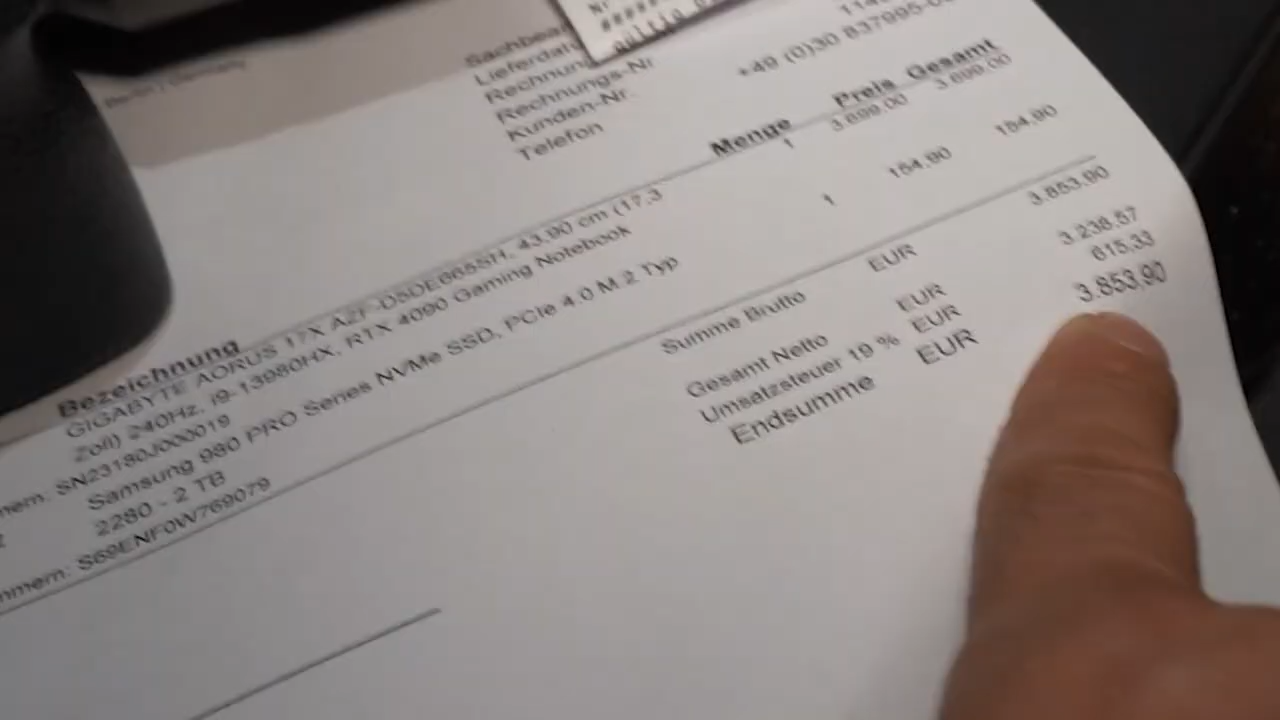 Telefon
Kunden-Nr.
Rechnungs-Nr
+49 (0)30 837995-0
Bezeichnung Menge Preis Gesamt
GIGABYTE AORUS 17X AZF-D5DE665SH, 43,90 cm (17,3 1 3.699,00 3.699,00
Zoll) 240Hz, i9-13980HX, RTX 4090 Gaming Notebook
SN23180J000019
Samsung 990 PRO Series NVMe SSD, PCIe 4.0 M.2 Typ 1 154,90 154,90
2280 - 2 TB
S69ENF0W769079
Summe Brutto EUR 3.853,90
Gesamt Netto EUR 3.238,57
Umsatzsteuer 19 % EUR 615,33
Endsumme EUR 3.853,90